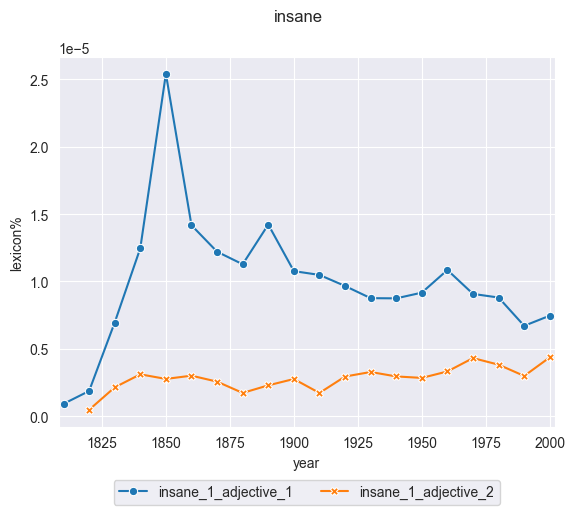 insane
1e−5
2.5
2.0
1.5
1.0
0.5
0.0
lexicon%
1825 1850 1875 1900 1925 1950 1975 2000
year
insane_1_adjective_1 insane_1_adjective_2